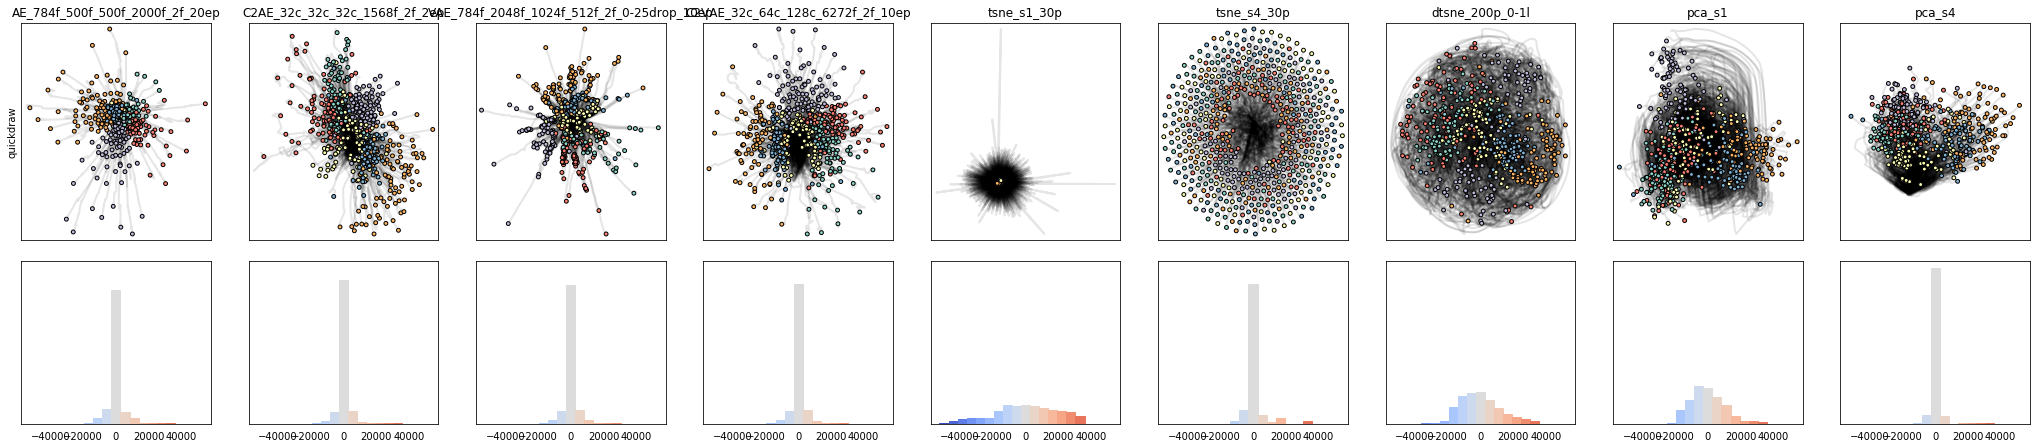 AE_784f_500f_500f_2000f_2f_20ep
C2AE_32c_32c_32c_1568f_2f_2ep
VAE_784f_2048f_1024f_512f_2f_0-25drop_10ep
C2VAE_32c_64c_128c_6272f_2f_10ep
tsne_s1_30p
tsne_s4_30p
dtsne_200p_0-1l
pca_s1
pca_s4
quickdraw
−40000 −20000 0 20000 40000
−40000 −20000 0 20000 40000
−40000 −20000 0 20000 40000
−40000 −20000 0 20000 40000
−40000 −20000 0 20000 40000
−40000 −20000 0 20000 40000
−40000 −20000 0 20000 40000
−40000 −20000 0 20000 40000
−40000 −20000 0 20000 40000